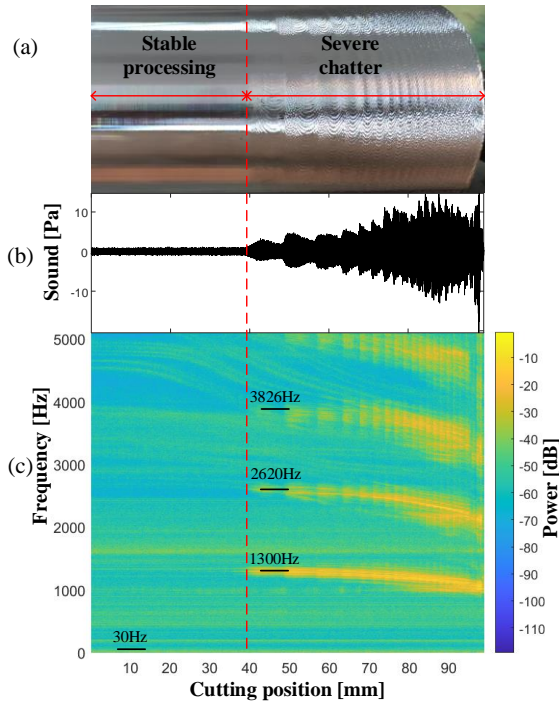 (a)
Stable
processing
Severe
chatter
(b)
Sound [Pa]
10
0
-10
(c)
Frequency [Hz]
5000
4000
3000
2000
1000
0
3826Hz
2620Hz
1300Hz
30Hz
10 20 30 40 50 60 70 80 90
Cutting position [mm]
-10
-20
-30
-40
-50
-60
-70
-80
-90
-100
-110
Power [dB]